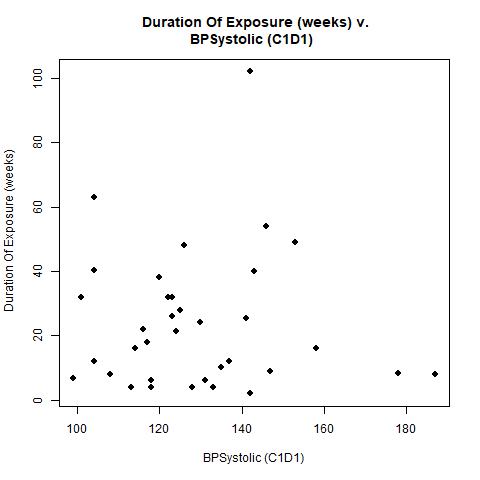 Duration Of Exposure (weeks) v.
BPSystolic (C1D1)
100
80
60
40
20
0
Duration Of Exposure (weeks)
100 120 140 160 180
BPSystolic (C1D1)